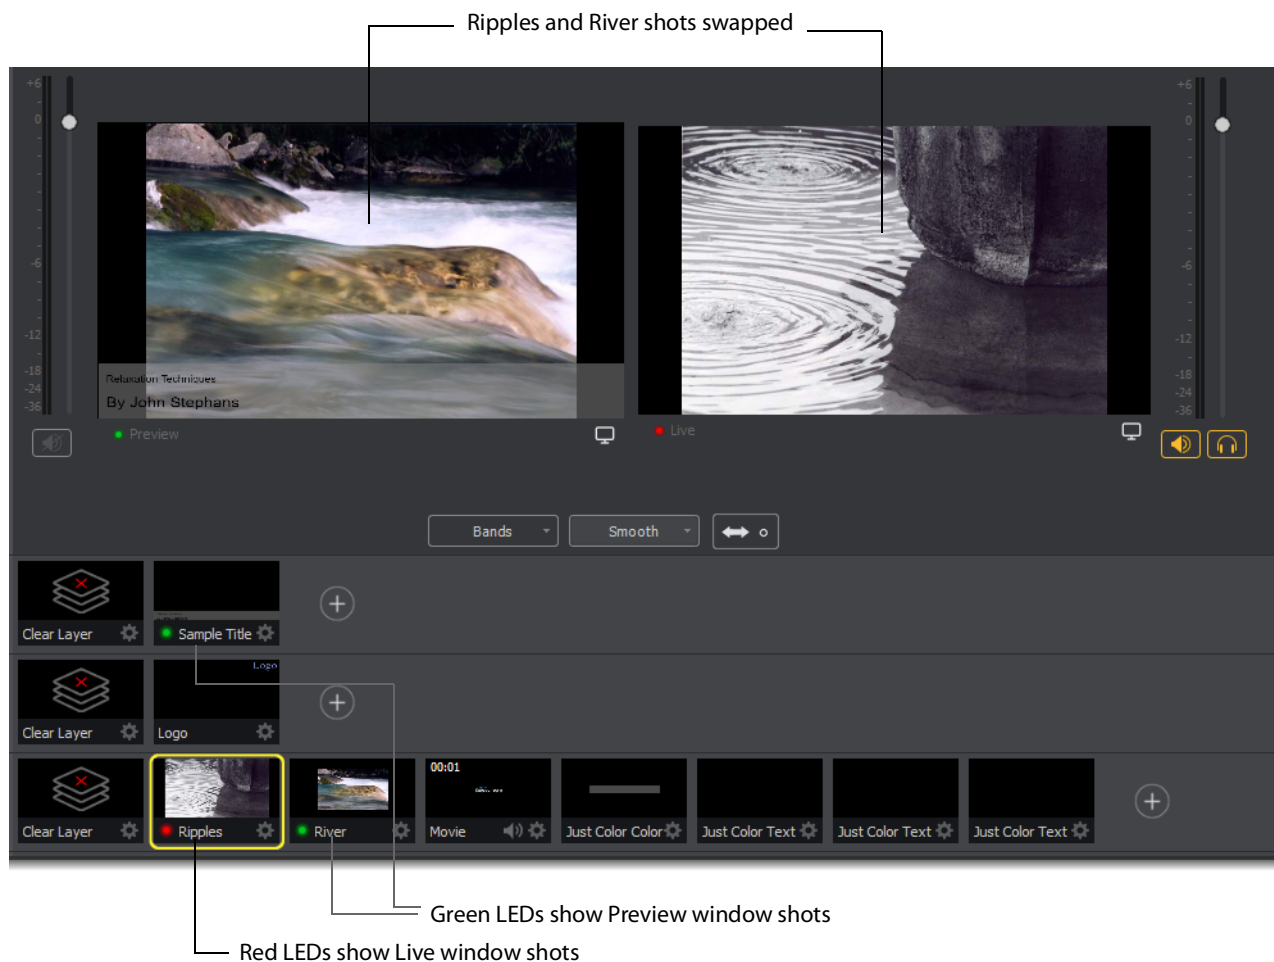 Ripples and River shots swapped
+6
-
0
-
-
-
-
-6
-
-12
-
-18
-24
-36
+6
-
0
-
-
-
-
-6
-
-12
-
-18
-24
-36
Relaxation Techniques
By John Stephans
Preview
Live
Bands
Smooth
Clear Layer
Sample Title
Logo
Clear Layer
Logo
00:01
Clear Layer
Ripples
River
Movie
Just Color Color
Just Color Text
Just Color Text
Just Color Text
Green LEDs show Preview window shots
Red LEDs show Live window shots